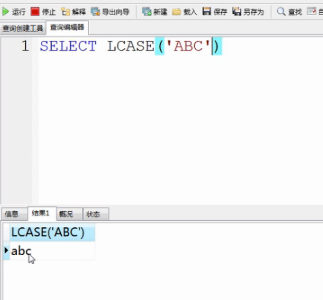 运行 停止 解释 导出向导 新建 载入 保存 另存为 查找
查询创建工具 查询编辑器
1 SELECT LCASE('ABC')
信息 结果1 概况 状态
LCASE('ABC')
abc